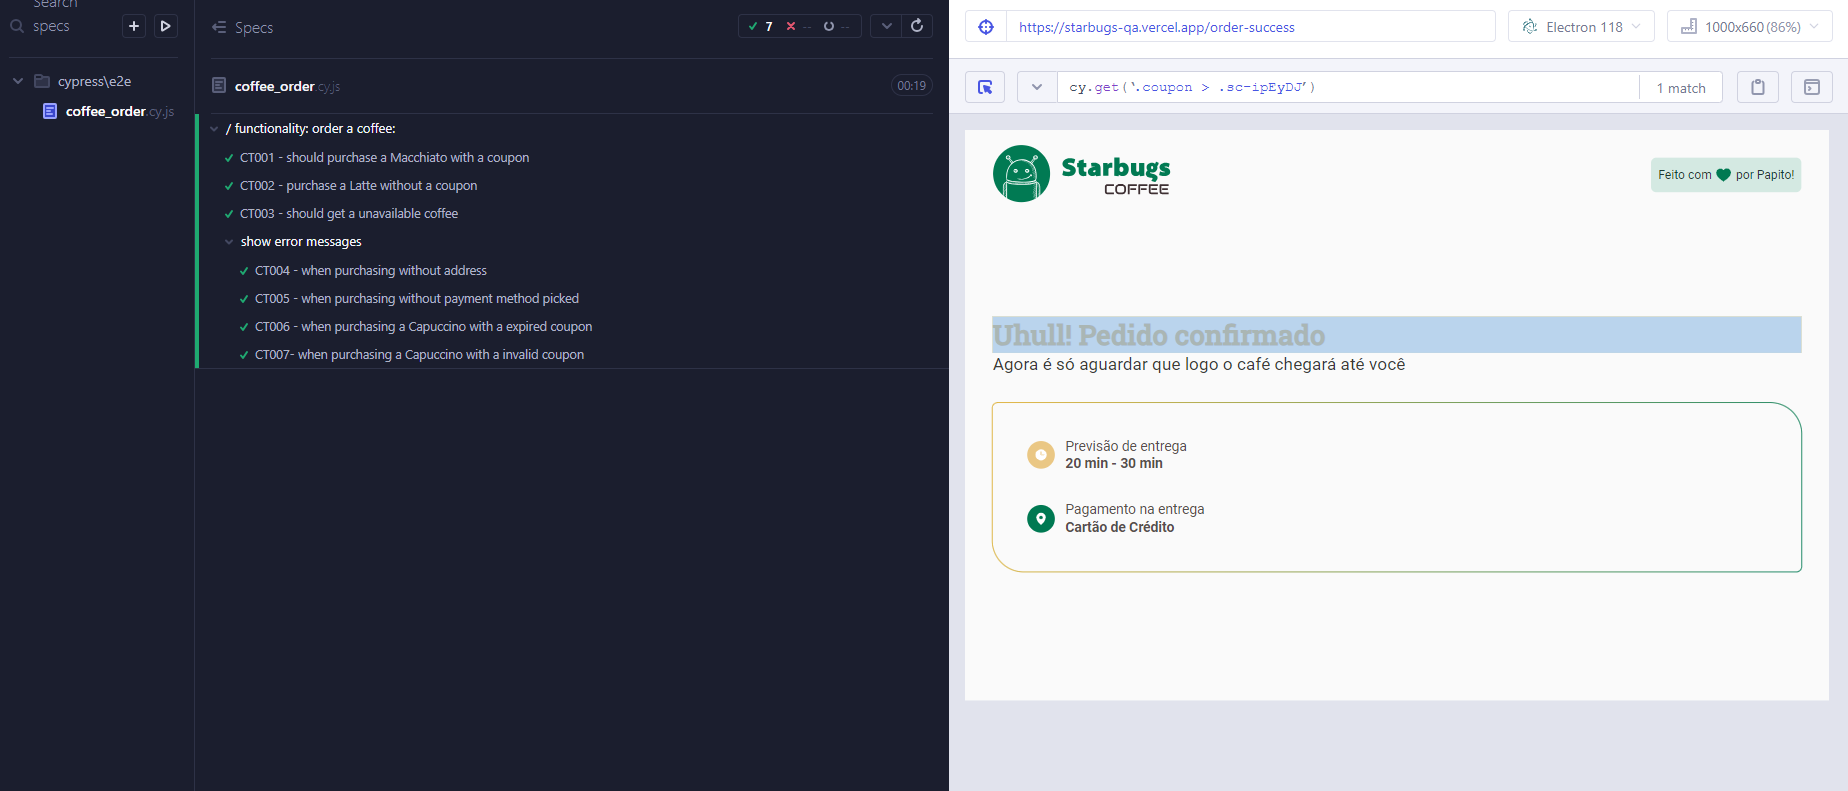 Search
specs
cypress\e2e
coffee_order.cy.js
Specs
7 -- --
coffee_order.cy.js 00:19
/ functionality: order a coffee:
CT001 - should purchase a Macchiato with a coupon
CT002 - purchase a Latte without a coupon
CT003 - should get a unavailable coffee
show error messages
CT004 - when purchasing without address
CT005 - when purchasing without payment method picked
CT006 - when purchasing a Capuccino with a expired coupon
CT007- when purchasing a Capuccino with a invalid coupon
https://starbugs-qa.vercel.app/order-success
Electron 118
1000x660 (86%)
cy.get('.coupon > .sc-ipEyDJ')
1 match
Starbugs
COFFEE
Feito com por Papito!
Uhull! Pedido confirmado
Agora é só aguardar que logo o café chegará até você
Previsão de entrega
20 min - 30 min
Pagamento na entrega
Cartão de Crédito